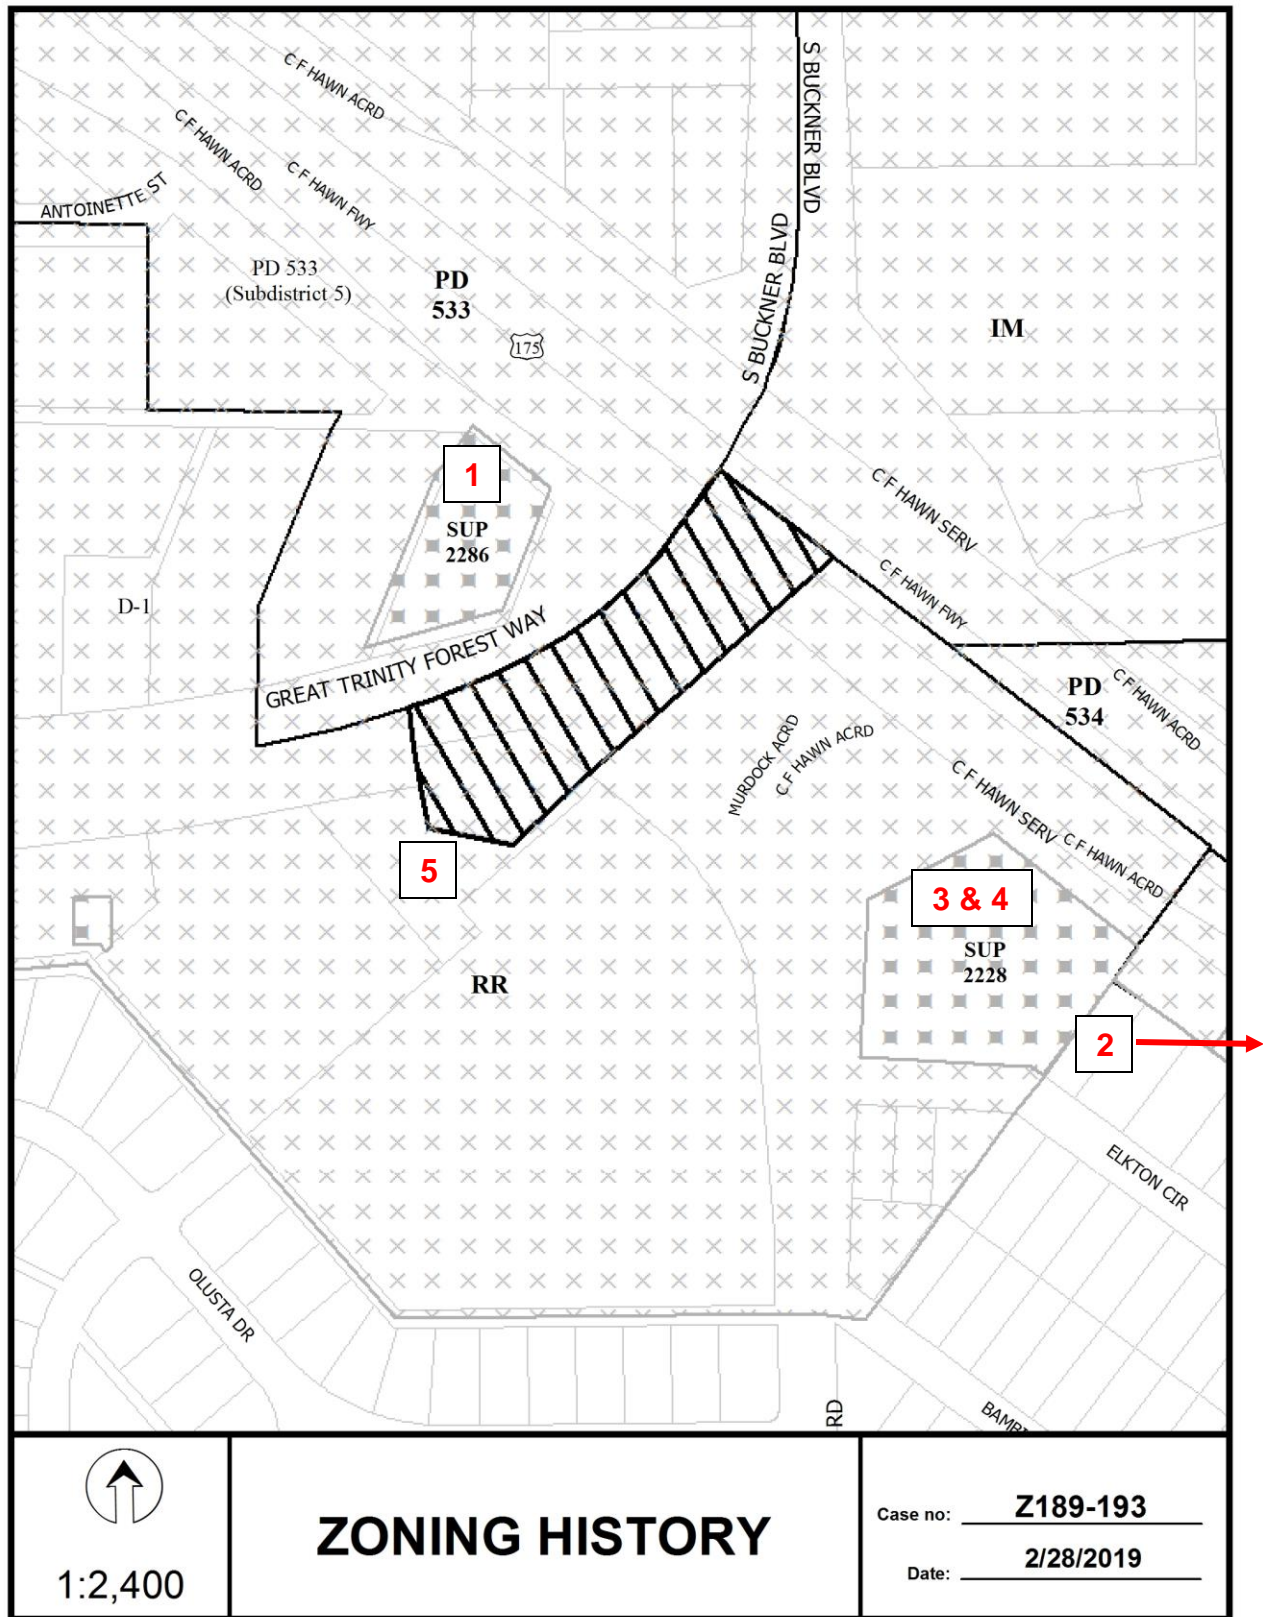 C F HAWN ACRD
S BUCKNER BLVD
C F HAWN ACRD
C F HAWN FWY
ANTOINETTE ST
S BUCKNER BLVD
PD 533
(Subdistrict 5)
PD
533
175
IM
1
SUP
2286
C F HAWN SERV
C F HAWN FWY
D-1
GREAT TRINITY FOREST WAY
PD
534
C F HAWN ACRD
MURDOCK ACRD
C F HAWN ACRD
C F HAWN SERV
C F HAWN ACRD
5
3 & 4
SUP
2228
RR
2
ELKTON CIR
OLUSTA DR
RD
1:2,400
ZONING HISTORY
Case no: Z189-193
Date: 2/28/2019